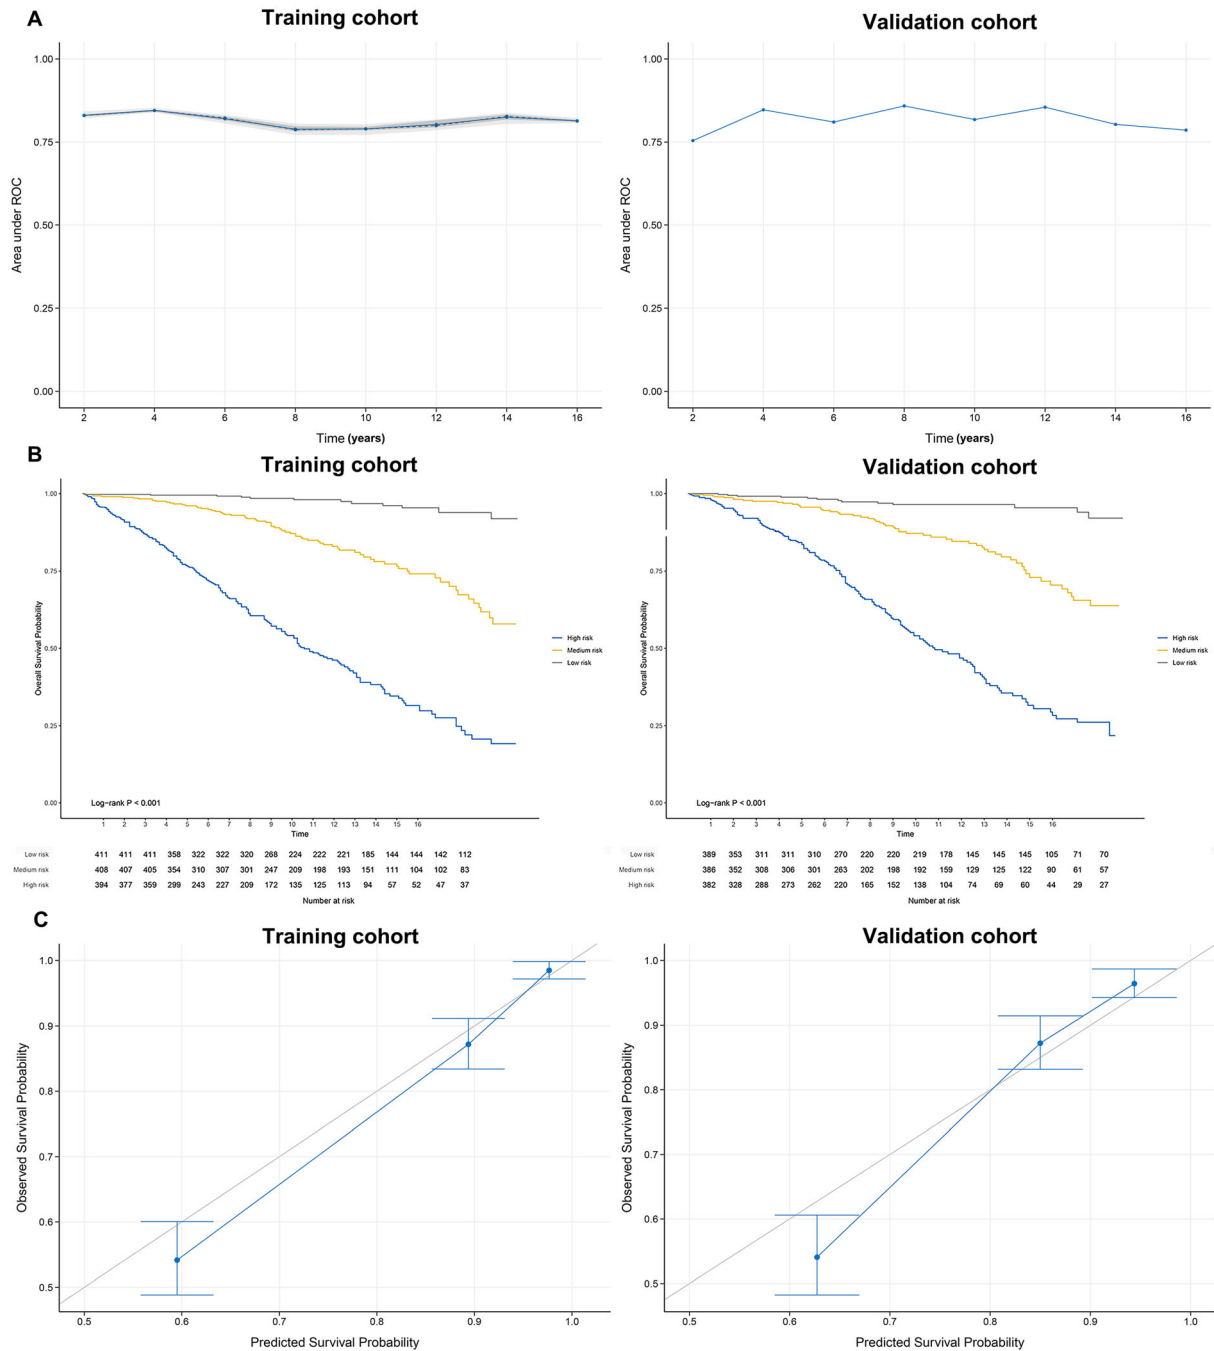 A
Training cohort
Validation cohort
1.00
0.75
0.50
0.25
0.00
Area under ROC
2 4 6 8 10 12 14 16
Time (years)
1.00
0.75
0.50
0.25
0.00
Area under ROC
2 4 6 8 10 12 14 16
Time (years)
B
Training cohort
Validation cohort
1.00
0.75
0.50
0.25
0.00
Overall Survival Probability
High risk
Medium risk
Low risk
Log-rank P < 0.001
1 2 3 4 5 6 7 8 9 10 11 12 13 14 15 16
Time
Low risk 411 411 411 358 322 322 320 268 224 222 221 185 144 144 142 112
Medium risk 408 407 405 354 310 307 301 247 209 198 193 151 111 104 102 83
High risk 394 377 359 299 243 227 209 172 135 125 113 94 57 52 47 37
Number at risk
1.00
0.75
0.50
0.25
0.00
Overall Survival Probability
High risk
Medium risk
Low risk
Log-rank P < 0.001
1 2 3 4 5 6 7 8 9 10 11 12 13 14 15 16
Time
Low risk 389 353 311 311 310 270 220 220 219 178 145 145 145 105 71 70
Medium risk 386 352 308 306 301 263 202 198 192 159 129 125 122 90 61 57
High risk 382 328 288 273 262 220 165 152 138 104 74 69 60 44 29 27
Number at risk
C
Training cohort
Validation cohort
1.0
0.9
0.8
0.7
0.6
0.5
Observed Survival Probability
0.5 0.6 0.7 0.8 0.9 1.0
Predicted Survival Probability
1.0
0.9
0.8
0.7
0.6
0.5
Observed Survival Probability
0.5 0.6 0.7 0.8 0.9 1.0
Predicted Survival Probability